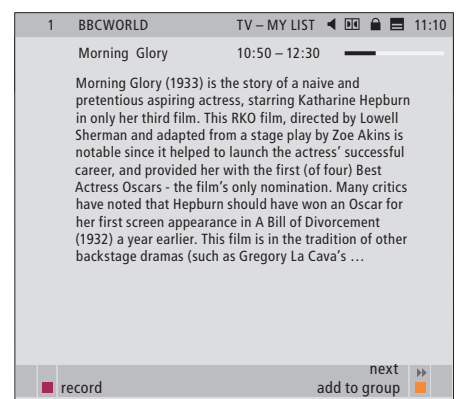 1 BBCWORLD TV – MY LIST 11:10
Morning Glory 10:50 – 12:30
Morning Glory (1933) is the story of a naive and
pretentious aspiring actress, starring Katharine Hepburn
in only her third film. This RKO film, directed by Lowell
Sherman and adapted from a stage play by Zoe Akins is
notable since it helped to launch the actress’ successful
career, and provided her with the first (of four) Best
Actress Oscars - the film’s only nomination. Many critics
have noted that Hepburn should have won an Oscar for
her first screen appearance in A Bill of Divorcement
(1932) a year earlier. This film is in the tradition of other
backstage dramas (such as Gregory La Cava’s …
next
record add to group